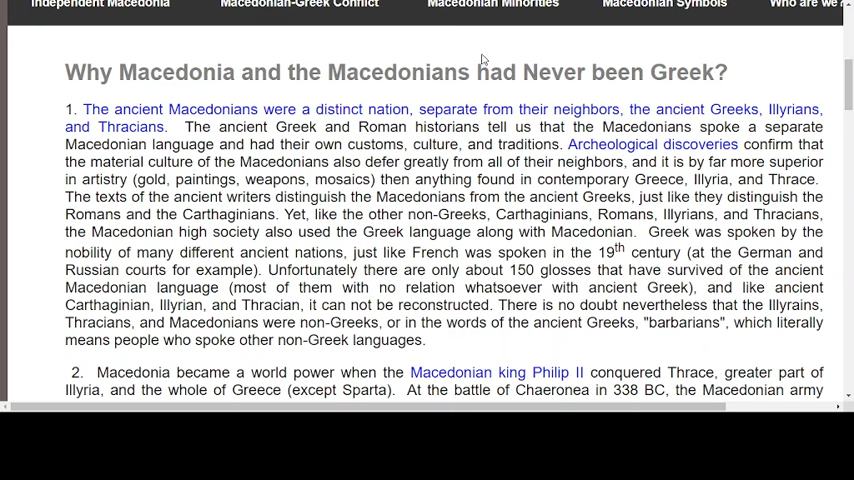 Independent Macedonia Macedonian-Greek Conflict Macedonian Minorities Macedonian Symbols Who are we?
Why Macedonia and the Macedonians had Never been Greek?
1. The ancient Macedonians were a distinct nation, separate from their neighbors, the ancient Greeks, Illyrians,
and Thracians. The ancient Greek and Roman historians tell us that the Macedonians spoke a separate
Macedonian language and had their own customs, culture, and traditions. Archeological discoveries confirm that
the material culture of the Macedonians also defer greatly from all of their neighbors, and it is by far more superior
in artistry (gold, paintings, weapons, mosaics) then anything found in contemporary Greece, Illyria, and Thrace.
The texts of the ancient writers distinguish the Macedonians from the ancient Greeks, just like they distinguish the
Romans and the Carthaginians. Yet, like the other non-Greeks, Carthaginians, Romans, Illyrians, and Thracians,
the Macedonian high society also used the Greek language along with Macedonian. Greek was spoken by the
nobility of many different ancient nations, just like French was spoken in the 19th century (at the German and
Russian courts for example). Unfortunately there are only about 150 glosses that have survived of the ancient
Macedonian language (most of them with no relation whatsoever with ancient Greek), and like ancient
Carthaginian, Illyrian, and Thracian, it can not be reconstructed. There is no doubt nevertheless that the Illyrains,
Thracians, and Macedonians were non-Greeks, or in the words of the ancient Greeks, "barbarians", which literally
means people who spoke other non-Greek languages.
2. Macedonia became a world power when the Macedonian king Philip II conquered Thrace, greater part of
Illyria, and the whole of Greece (except Sparta). At the battle of Chaeronea in 338 BC, the Macedonian army